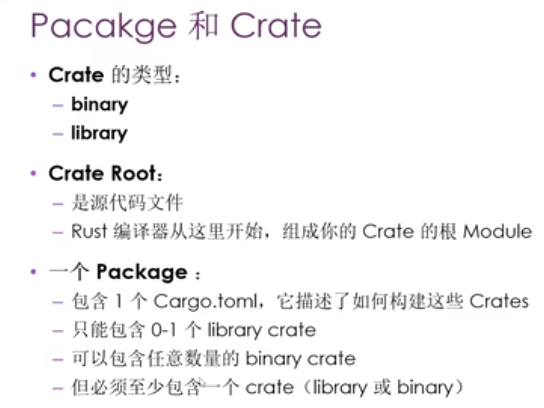 Pacakge 和 Crate
• Crate 的类型：
– binary
– library
• Crate Root：
– 是源代码文件
– Rust 编译器从这里开始，组成你的 Crate 的根 Module
• 一个 Package ：
– 包含 1 个 Cargo.toml，它描述了如何构建这些 Crates
– 只能包含 0-1 个 library crate
– 可以包含任意数量的 binary crate
– 但必须至少包含一个 crate（library 或 binary）